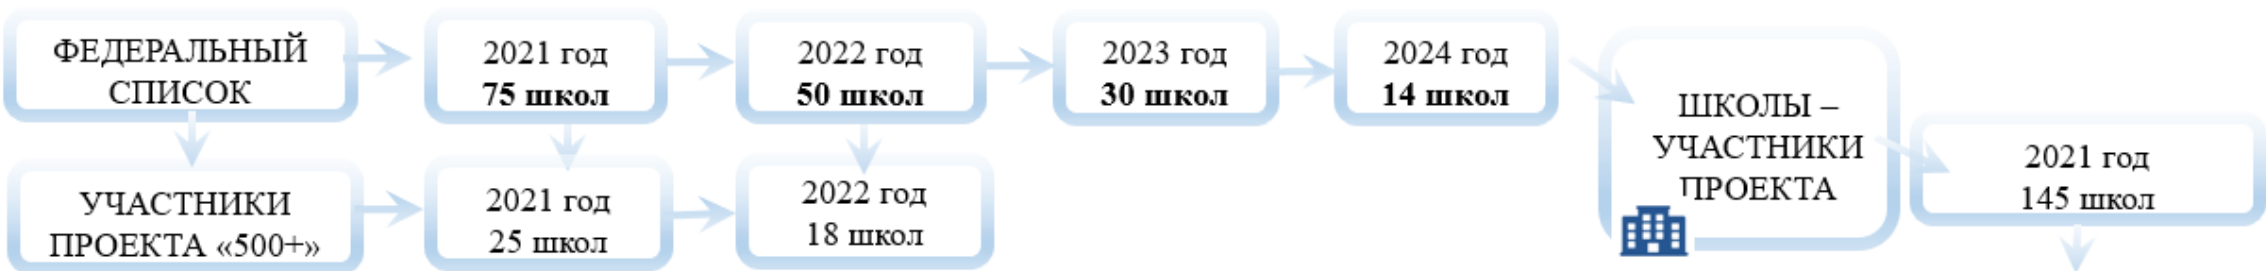 ФЕДЕРАЛЬНЫЙ
СПИСОК
2021 год
75 школ
2022 год
50 школ
2023 год
30 школ
2024 год
14 школ
УЧАСТНИКИ
ПРОЕКТА «500+»
2021 год
25 школ
2022 год
18 школ
ШКОЛЫ –
УЧАСТНИКИ
ПРОЕКТА
2021 год
145 школ